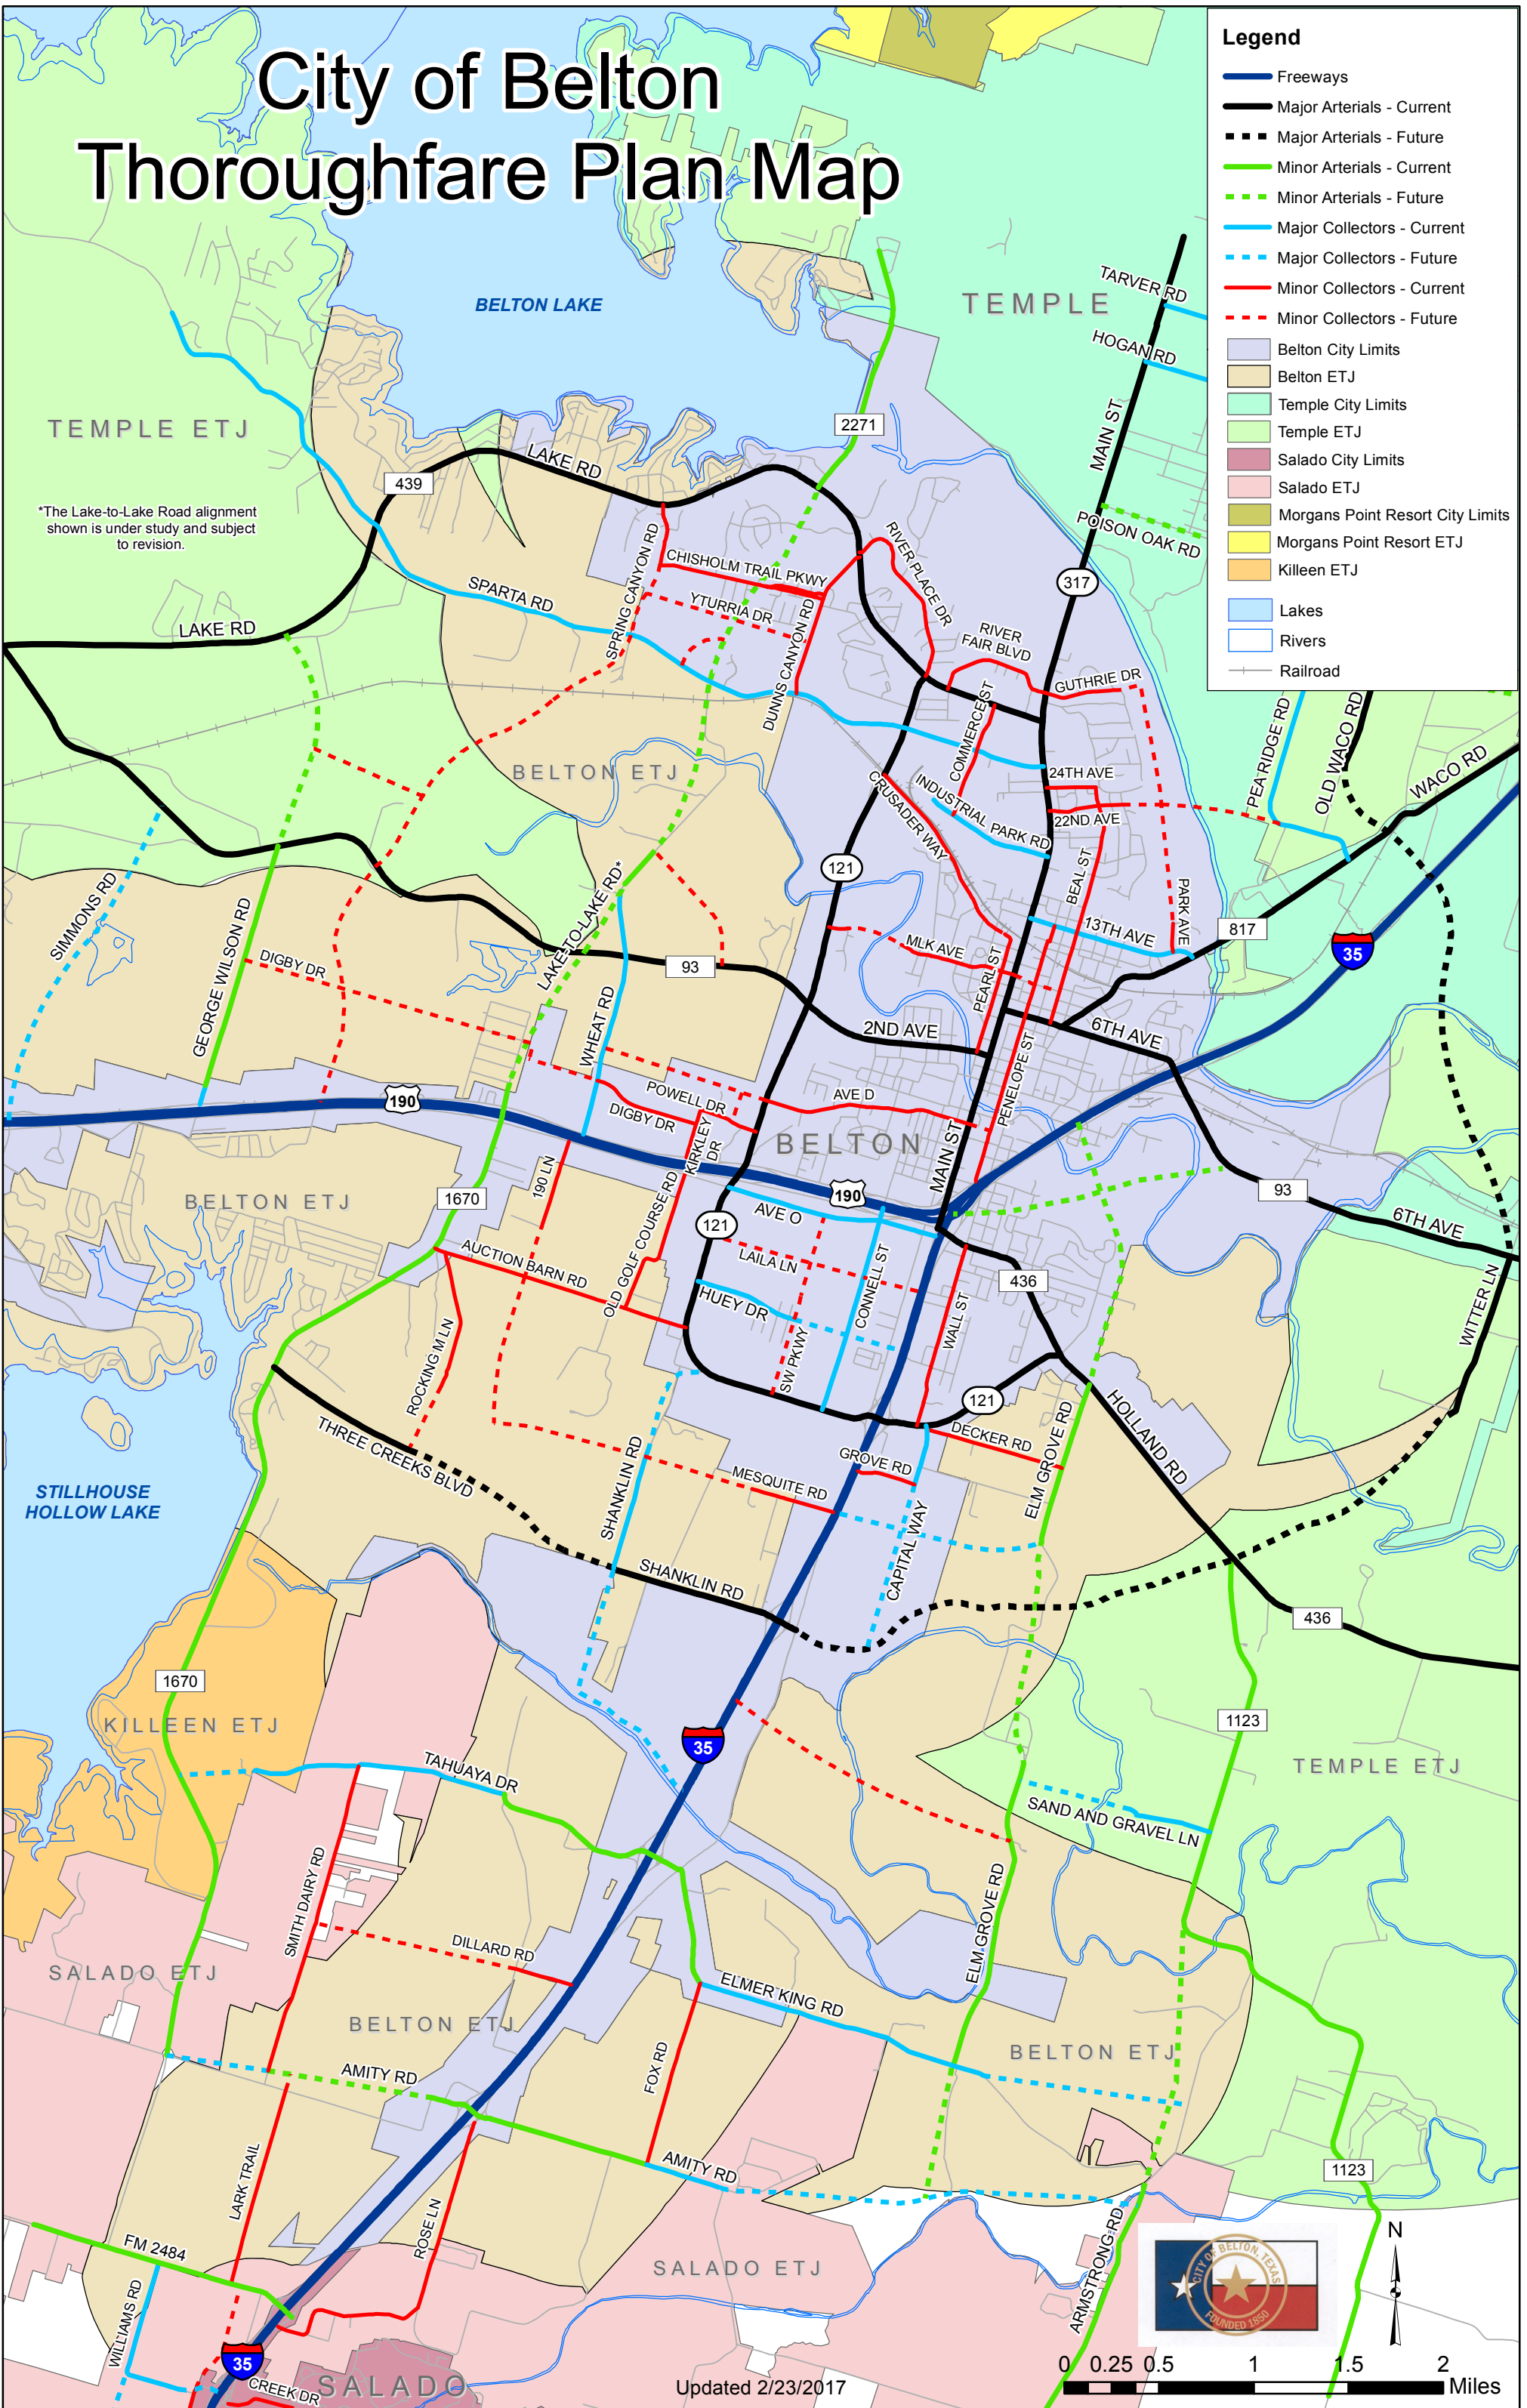 City of Belton
Thoroughfare Plan Map
Legend
Freeways
Major Arterials - Current
Major Arterials - Future
Minor Arterials - Current
Minor Arterials - Future
Major Collectors - Current
Major Collectors - Future
Minor Collectors - Current
Minor Collectors - Future
Belton City Limits
Belton ETJ
Temple City Limits
Temple ETJ
Salado City Limits
Salado ETJ
Morgans Point Resort City Limits
Morgans Point Resort ETJ
Killeen ETJ
Lakes
Rivers
Railroad
BELTON LAKE
TEMPLE
TARVER RD
HOGAN RD
MAIN ST
POISON OAK RD
317
2271
TEMPLE ETJ
LAKE RD
439
*The Lake-to-Lake Road alignment
shown is under study and subject
to revision.
SPARTA RD
LAKE RD
SPRING CANYON RD
CHISHOLM TRAIL PKWY
YTURRIA DR
DUNNS CANYON RD
RIVER PLACE DR
RIVER
FAIR BLVD
GUTHRIE DR
COMMERCE ST
24TH AVE
22ND AVE
INDUSTRIAL PARK RD
CRUSADER WAY
BEAL ST
PEA RIDGE RD
OLD WACO RD
WACO RD
BELTON ETJ
121
13TH AVE
PARK AVE
817
35
SIMMONS RD
GEORGE WILSON RD
DIGBY DR
LAKE-TO-LAKE RD*
93
WHEAT RD
MLK AVE
PEARL ST
2ND AVE
6TH AVE
PENELOPE ST
190
POWELL DR
DIGBY DR
KIRKLEY
DR
AVE D
BELTON
MAIN ST
BELTON ETJ
1670
190 LN
190
93
6TH AVE
AVE O
121
LAILA LN
OLD GOLF COURSE RD
AUCTION BARN RD
HUEY DR
CONNELL ST
SW PKWY
WALL ST
436
WITTER LN
ROCKING M LN
THREE CREEKS BLVD
121
DECKER RD
HOLLAND RD
ELM GROVE RD
GROVE RD
MESQUITE RD
SHANKLIN RD
CAPITAL WAY
STILLHOUSE
HOLLOW LAKE
SHANKLIN RD
436
1670
KILLEEN ETJ
35
1123
TEMPLE ETJ
TAHUAYA DR
SAND AND GRAVEL LN
SMITH DAIRY RD
DILLARD RD
ELM GROVE RD
SALADO ETJ
ELMER KING RD
BELTON ETJ
BELTON ETJ
AMITY RD
FOX RD
AMITY RD
1123
LARK TRAIL
ROSE LN
FM 2484
SALADO ETJ
ARMSTRONG RD
WILLIAMS RD
35
CREEK DR
SALADO
CITY OF BELTON, TEXAS
FOUNDED 1850
N
Updated 2/23/2017
0 0.25 0.5 1 1.5 2
Miles